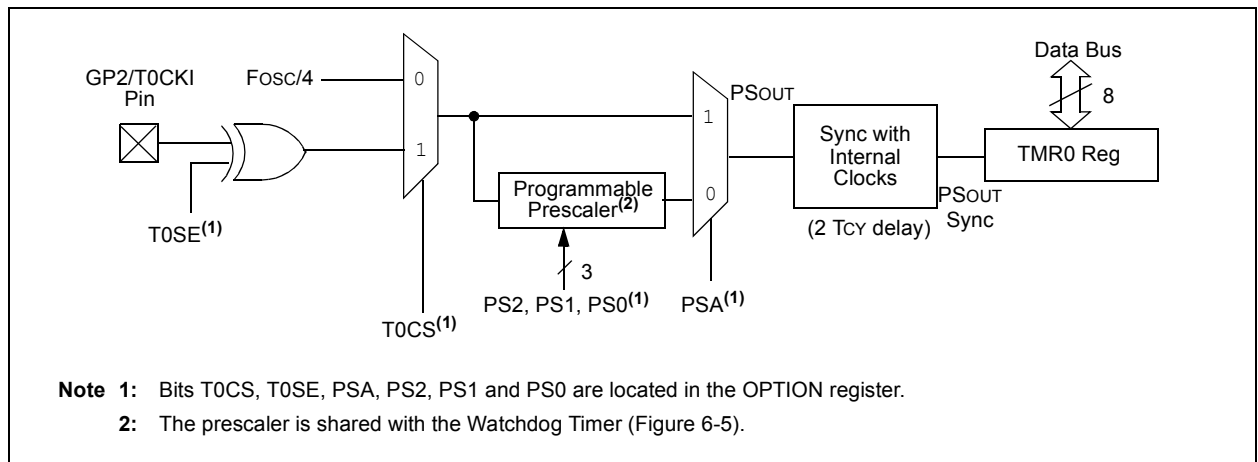 GP2/T0CKI
Pin
T0SE(1)
FOSC/4
0
1
T0CS(1)
Programmable
Prescaler(2)
3
PS2, PS1, PS0(1)
1
0
PSA(1)
PSOUT
Sync with
Internal
Clocks
(2 TCY delay)
PSOUT
Sync
Data Bus
8
TMR0 Reg
Note 1: Bits T0CS, T0SE, PSA, PS2, PS1 and PS0 are located in the OPTION register.
2: The prescaler is shared with the Watchdog Timer (Figure 6-5).